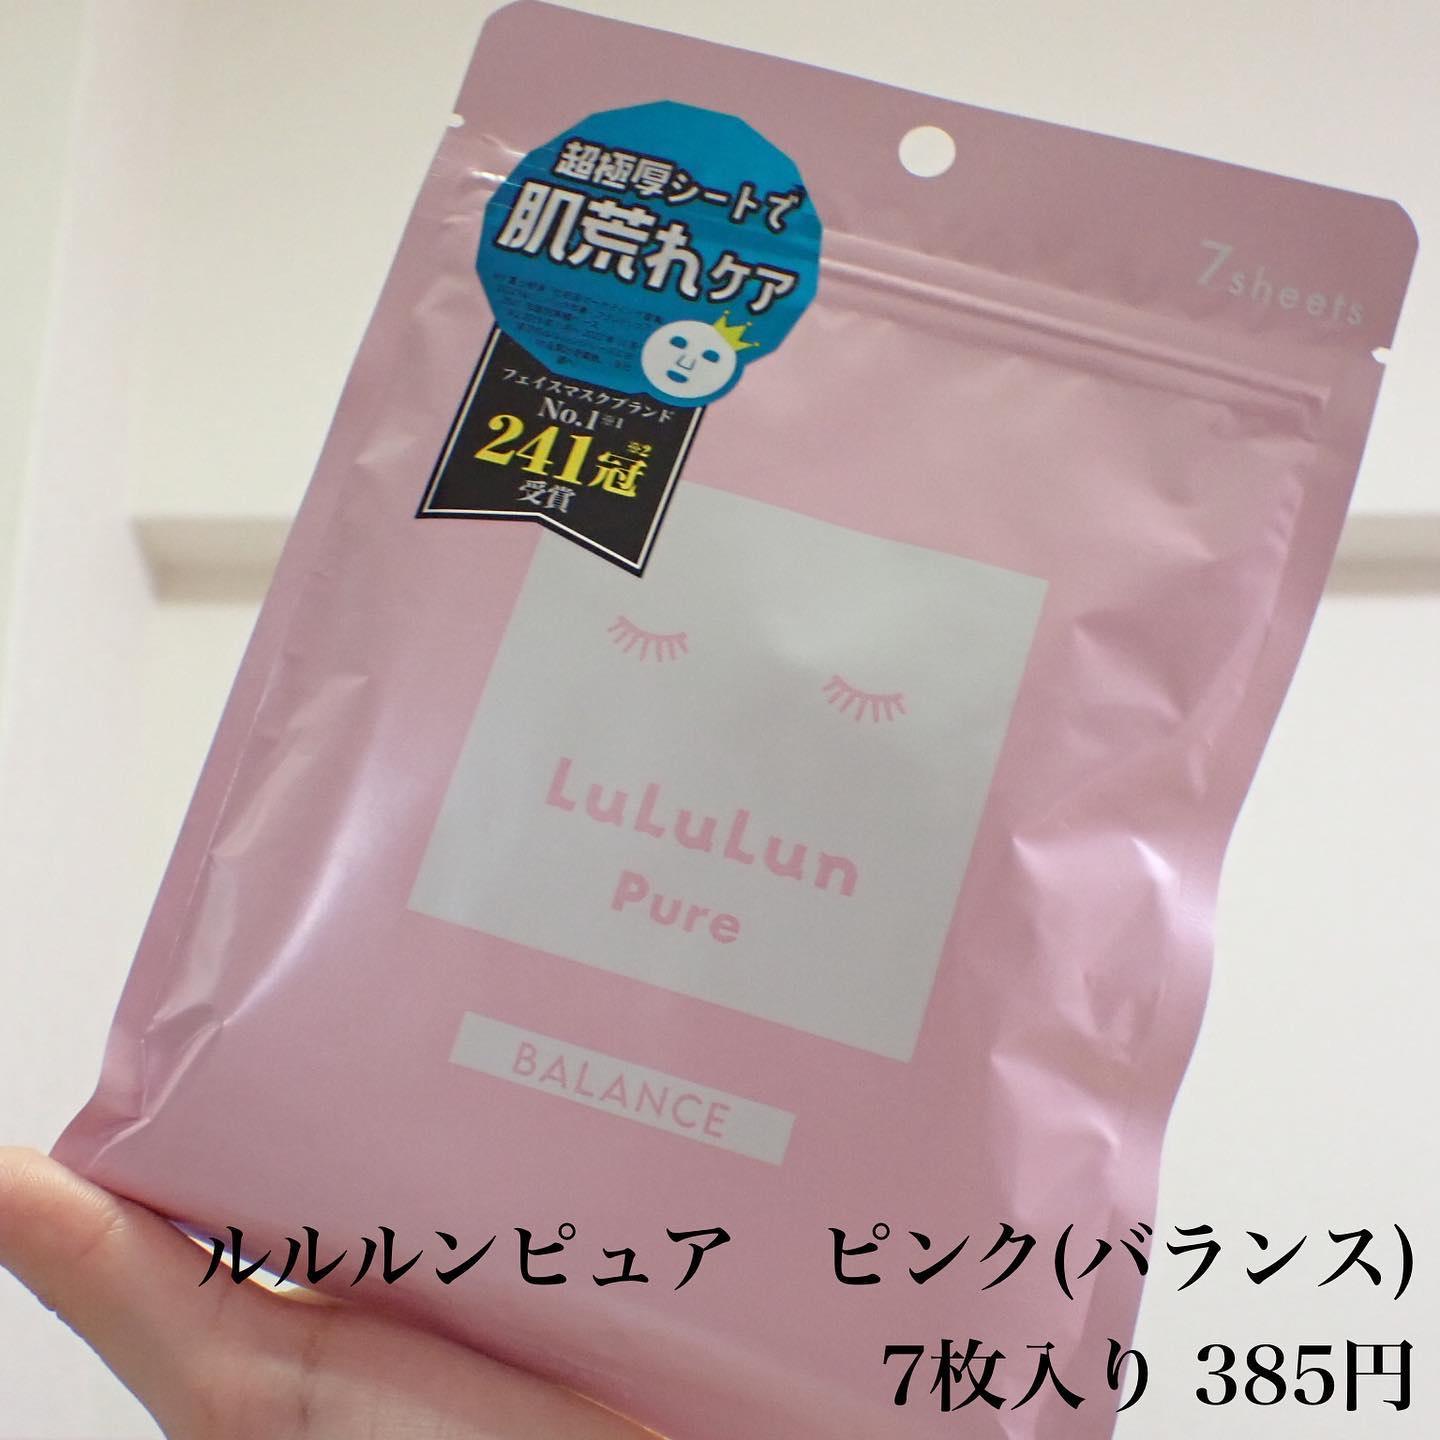 超極厚シートで
肌荒れケア
フェイスマスクブランド
No.1※1
241冠※2
受賞
7sheets
LuLuLun
Pure
BALANCE
ルルルンピュア　ピンク(バランス)
7枚入り 385円